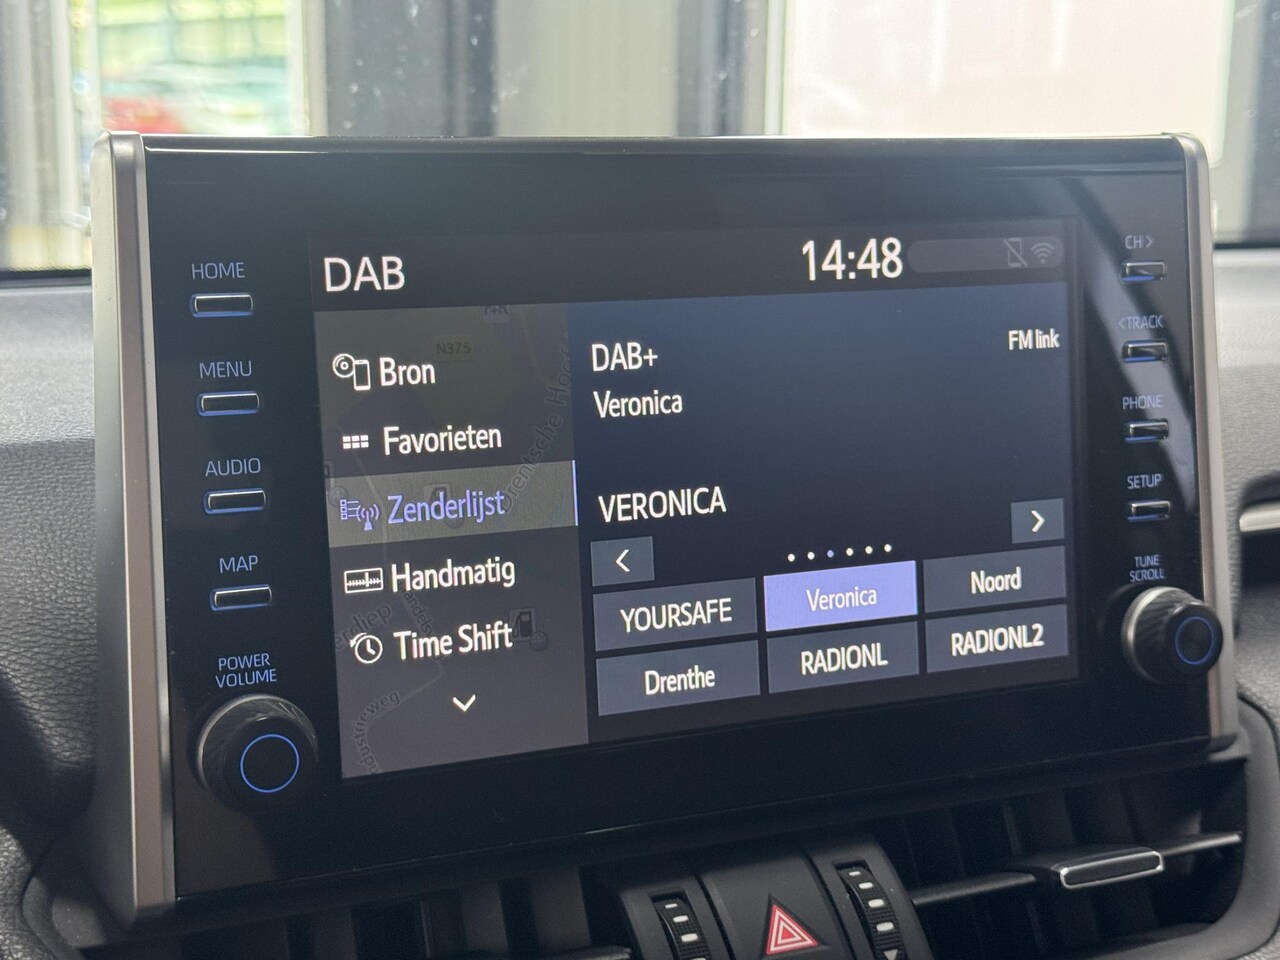 HOME
MENU
AUDIO
MAP
POWER
VOLUME
DAB
14:48
N375
Bron
Favorieten
Zenderlijst
Handmatig
Time Shift
DAB+
FM link
Veronica
VERONICA
YOURSAFE
Veronica
Noord
Drenthe
RADIONL
RADIONL2
CH>
<TRACK
PHONE
SETUP
TUNE
SCROLL